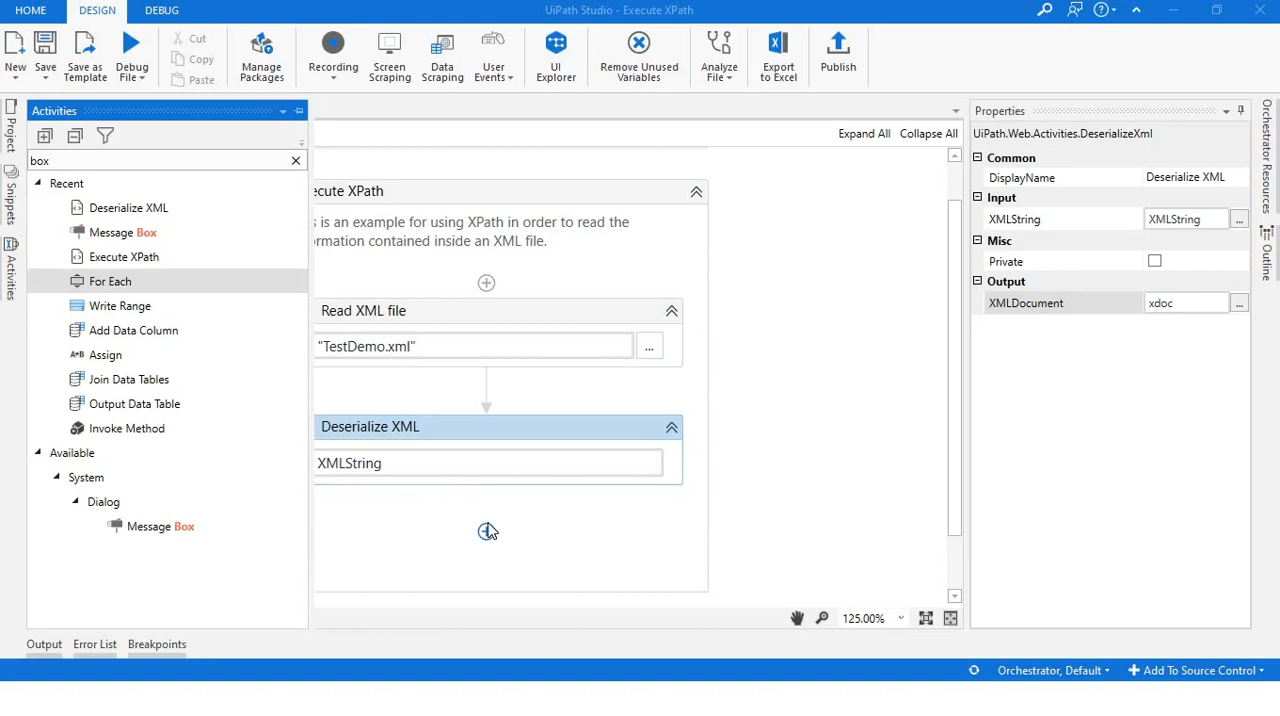 HOME DESIGN DEBUG UiPath Studio - Execute XPath
New Save Save as Template Debug File Cut Copy Paste Manage Packages Recording Screen Scraping Data Scraping User Events UI Explorer Remove Unused Variables Analyze File Export to Excel Publish
Project
Snippets
Activities
Activities
box
Recent
Deserialize XML
Message Box
Execute XPath
For Each
Write Range
Add Data Column
Assign
Join Data Tables
Output Data Table
Invoke Method
Available
System
Dialog
Message Box
Expand All Collapse All
ecute XPath
s is an example for using XPath in order to read the
ormation contained inside an XML file.
Read XML file
"TestDemo.xml" ...
Deserialize XML
XMLString
125.00%
Properties
UiPath.Web.Activities.DeserializeXml
Common
DisplayName Deserialize XML
Input
XMLString XMLString ...
Misc
Private
Output
XMLDocument xdoc ...
Orchestrator Resources
Outline
Output Error List Breakpoints
Orchestrator, Default Add To Source Control